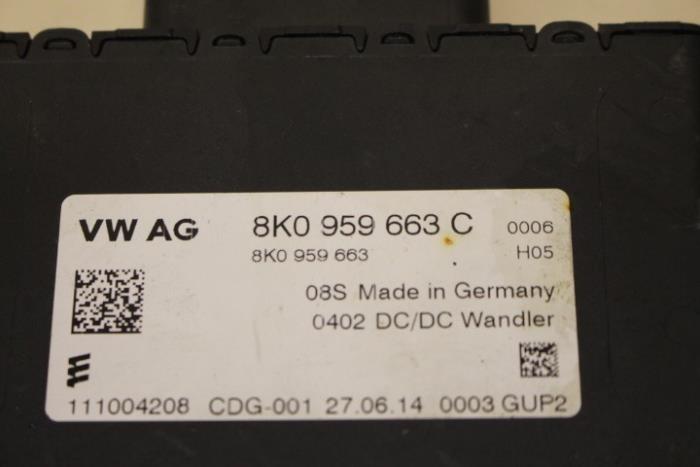 VW AG 8K0 959 663 C 0006
8K0 959 663 H05
08S Made in Germany
0402 DC/DC Wandler
111004208 CDG-001 27.06.14 0003 GUP2